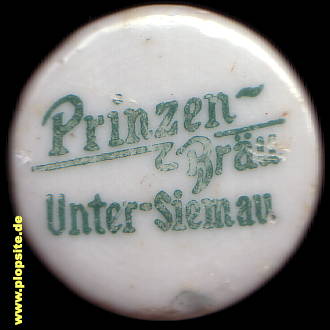 Prinzen-
Bräu
Unter-Siemau
www.plopsite.de